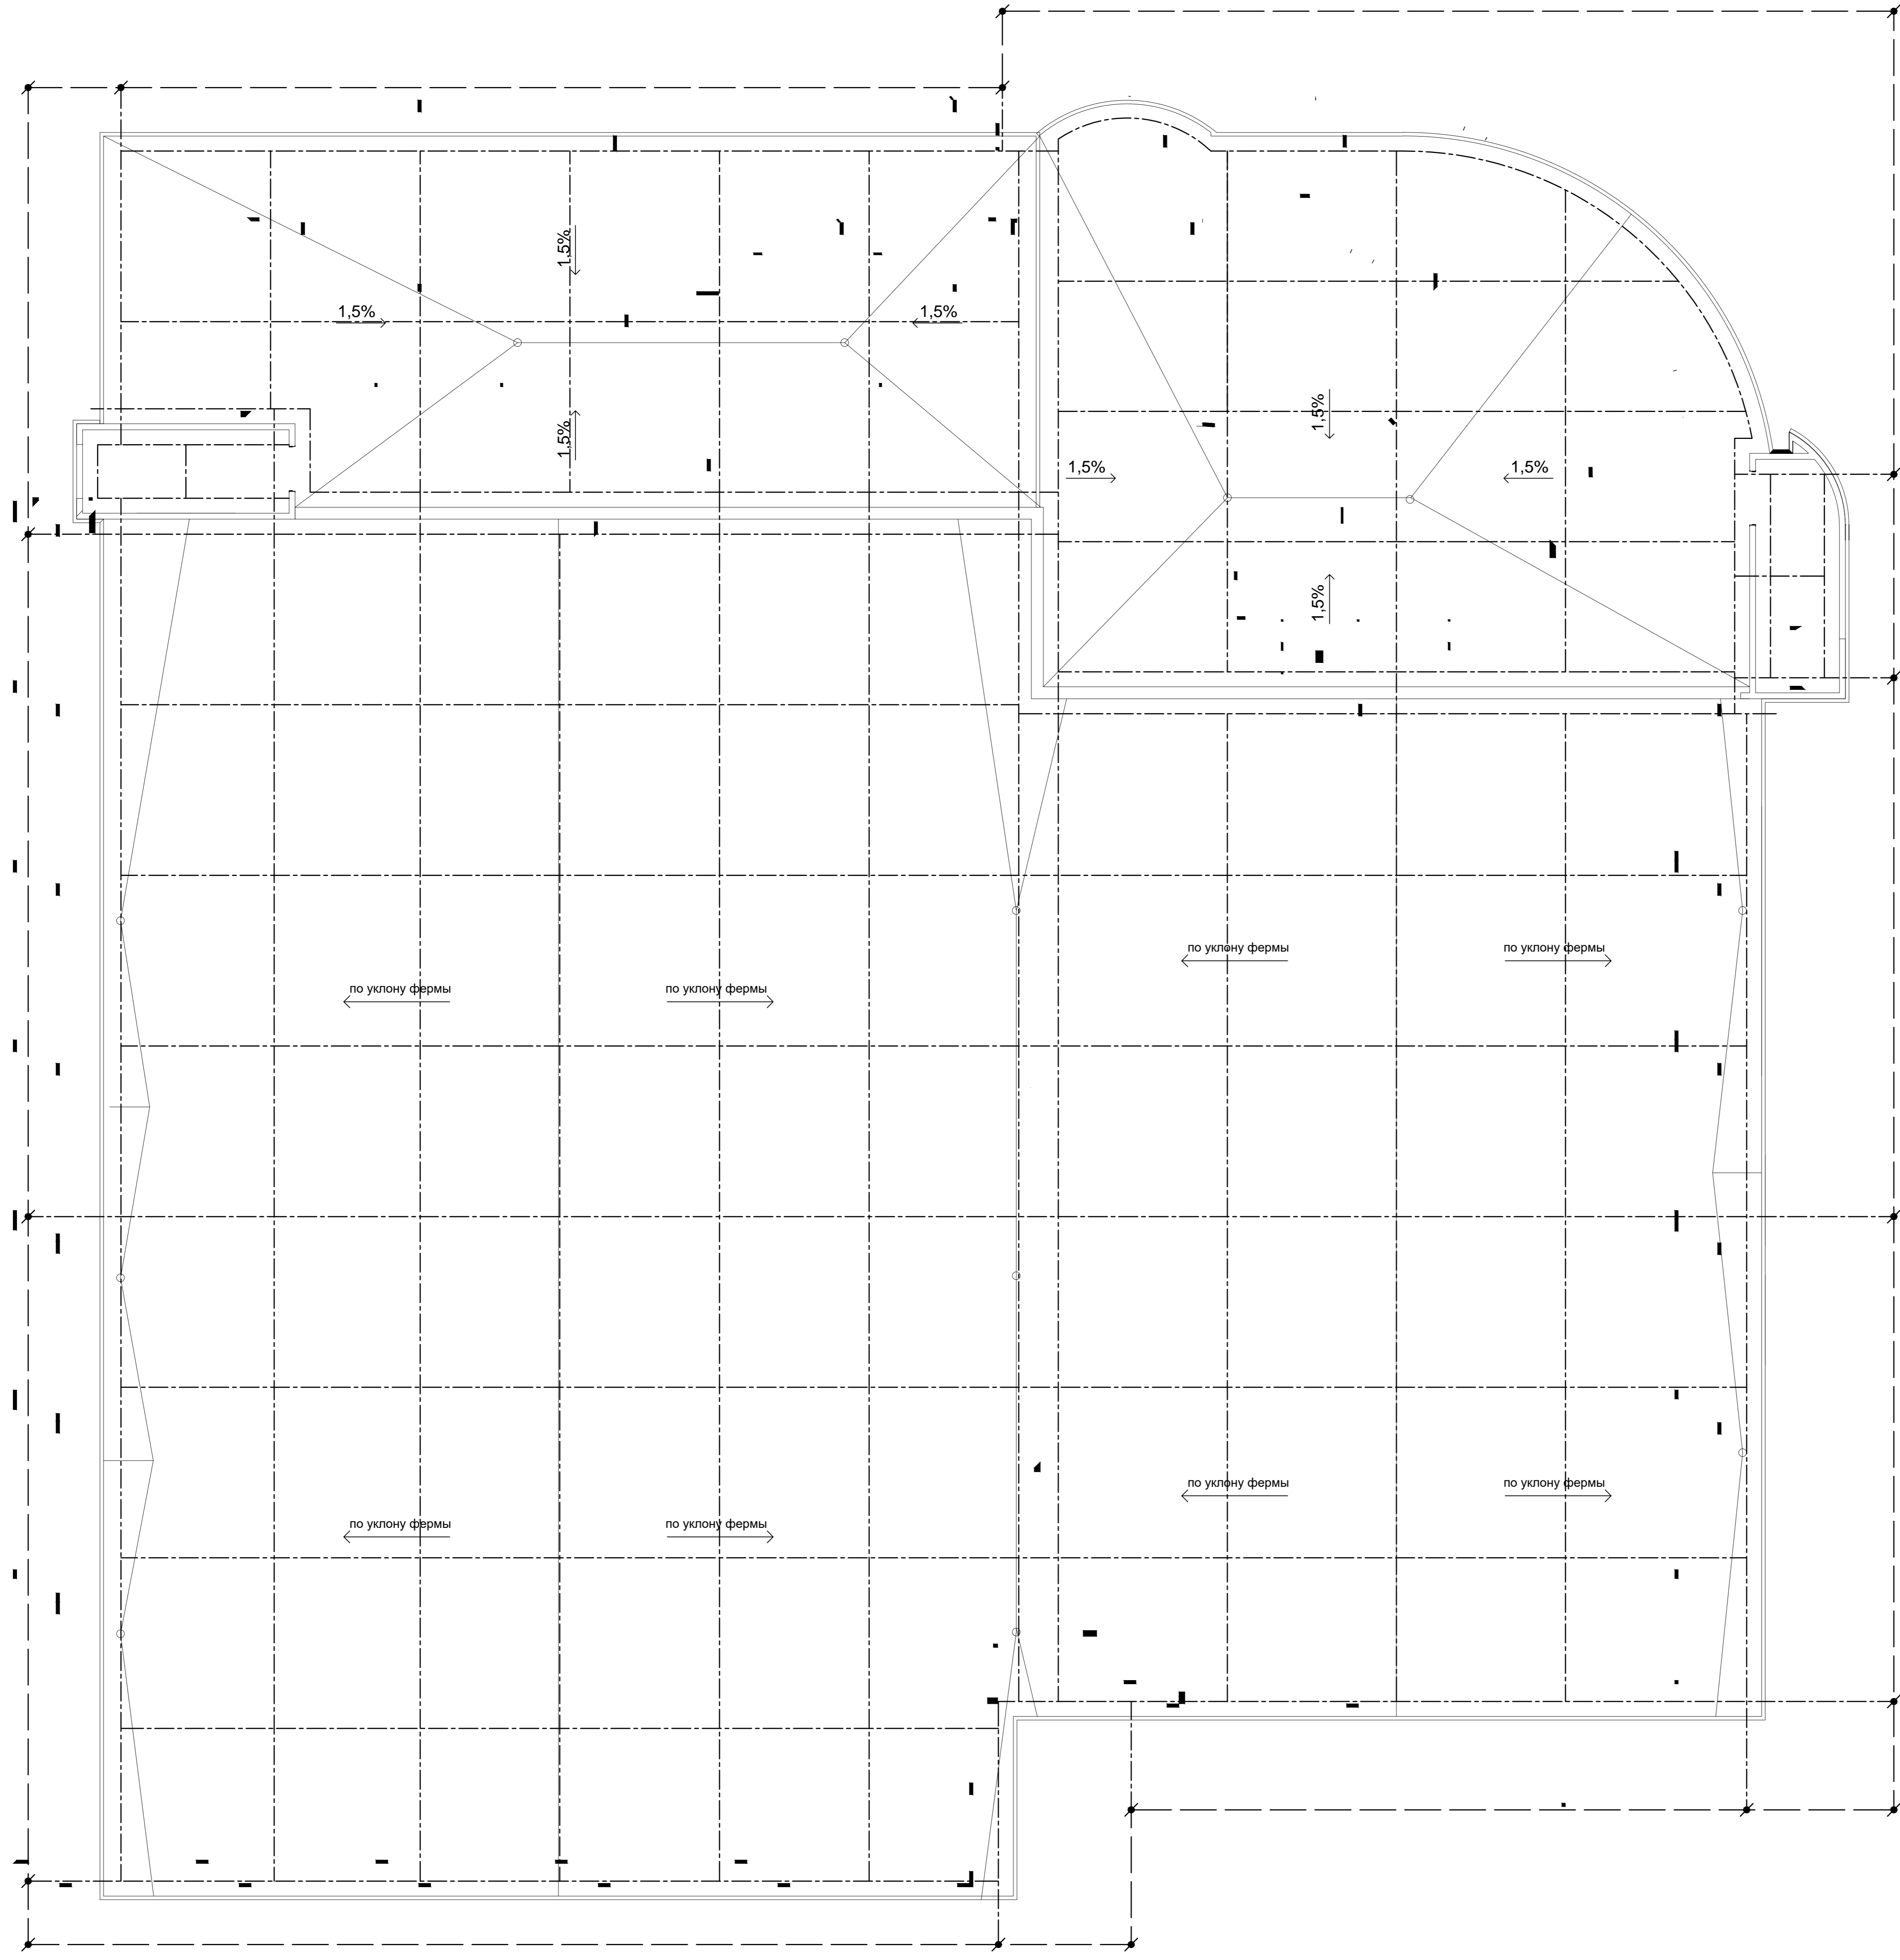 1,5%
1,5%
1,5%
1,5%
1,5%
1,5%
1,5%
1,5%
по уклону фермы
по уклону фермы
по уклону фермы
по уклону фермы
по уклону фермы
по уклону фермы
по уклону фермы
по уклону фермы